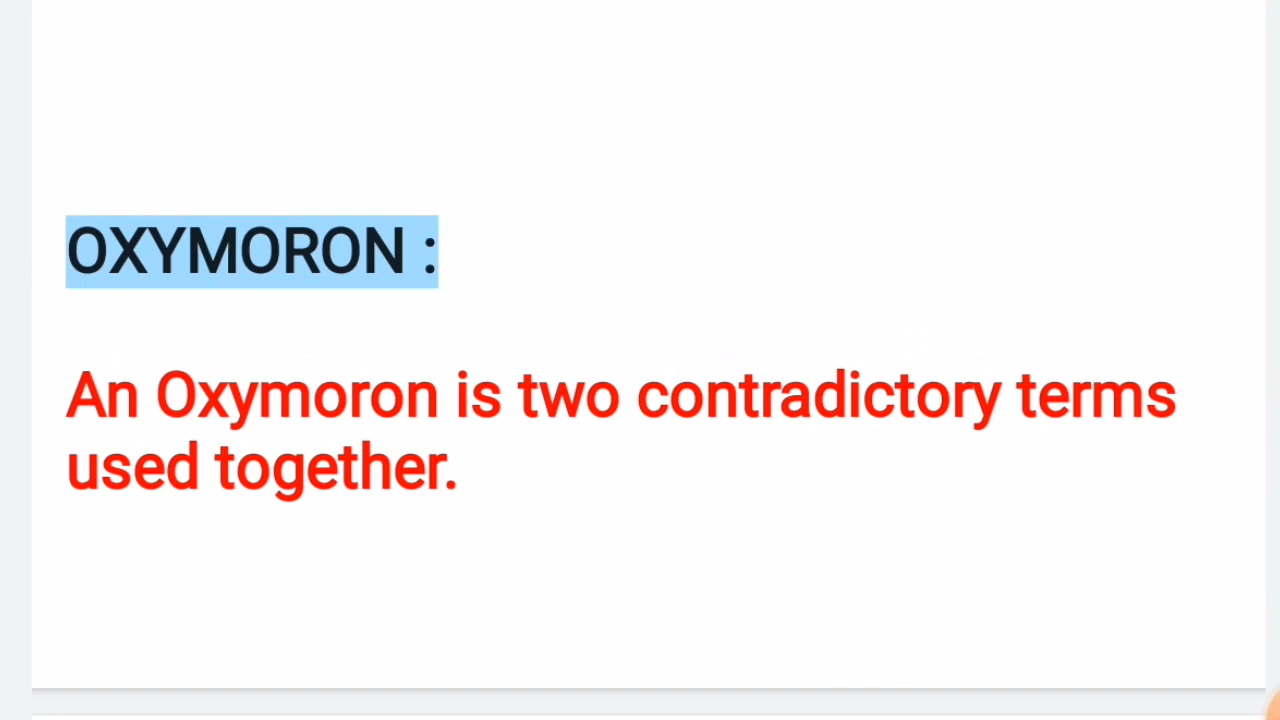 OXYMORON :
An Oxymoron is two contradictory terms
used together.